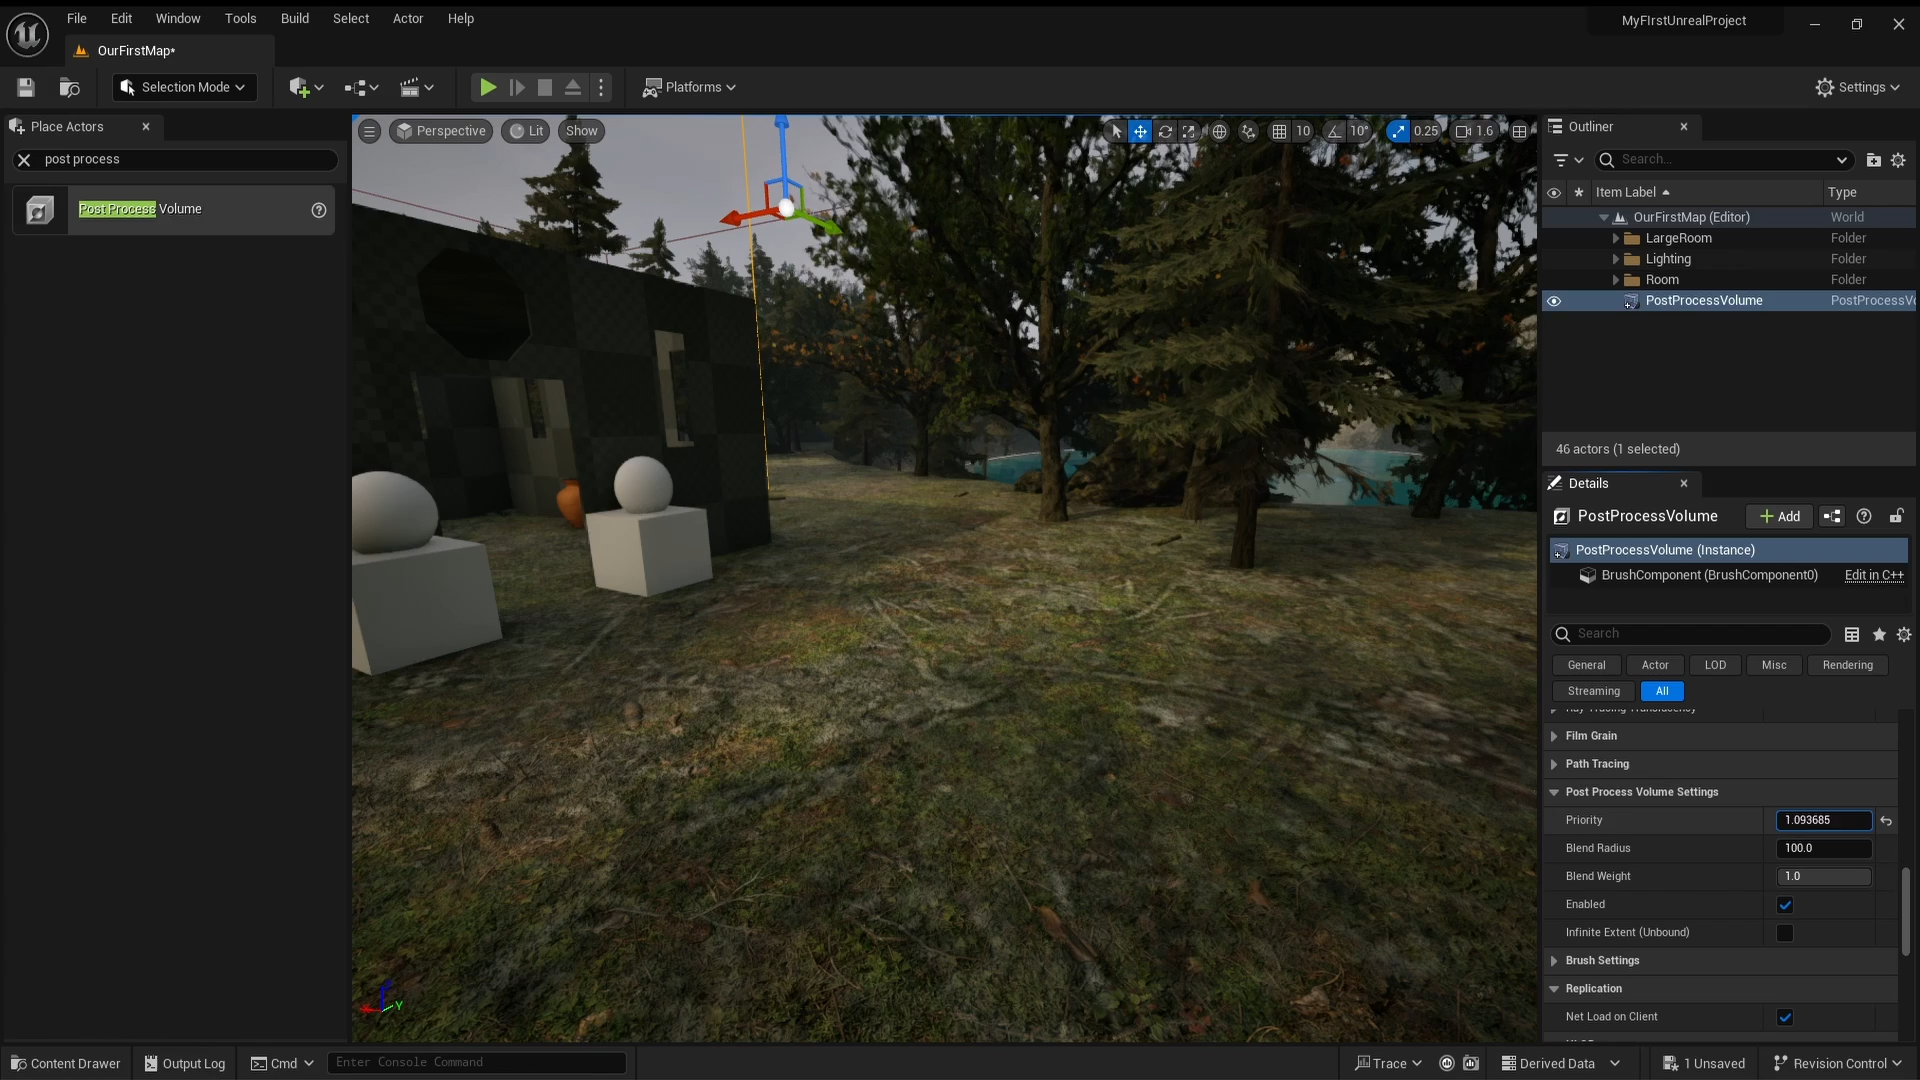 File Edit Window Tools Build Select Actor Help
MyFIrstUnrealProject
OurFirstMap*
Selection Mode
Platforms
Settings
Place Actors
post process
Post Process Volume
Perspective Lit Show
10 10° 0.25 1.6
Outliner
Search...
Item Label Type
OurFirstMap (Editor) World
LargeRoom Folder
Lighting Folder
Room Folder
PostProcessVolume PostProcessVo
46 actors (1 selected)
Details
PostProcessVolume Add
PostProcessVolume (Instance)
BrushComponent (BrushComponent0) Edit in C++
Search
General Actor LOD Misc Rendering
Streaming All
Ray Tracing Translucency
Film Grain
Path Tracing
Post Process Volume Settings
Priority 1.093685
Blend Radius 100.0
Blend Weight 1.0
Enabled
Infinite Extent (Unbound)
Brush Settings
Replication
Net Load on Client
Y
Content Drawer Output Log Cmd Enter Console Command
Trace Derived Data 1 Unsaved Revision Control